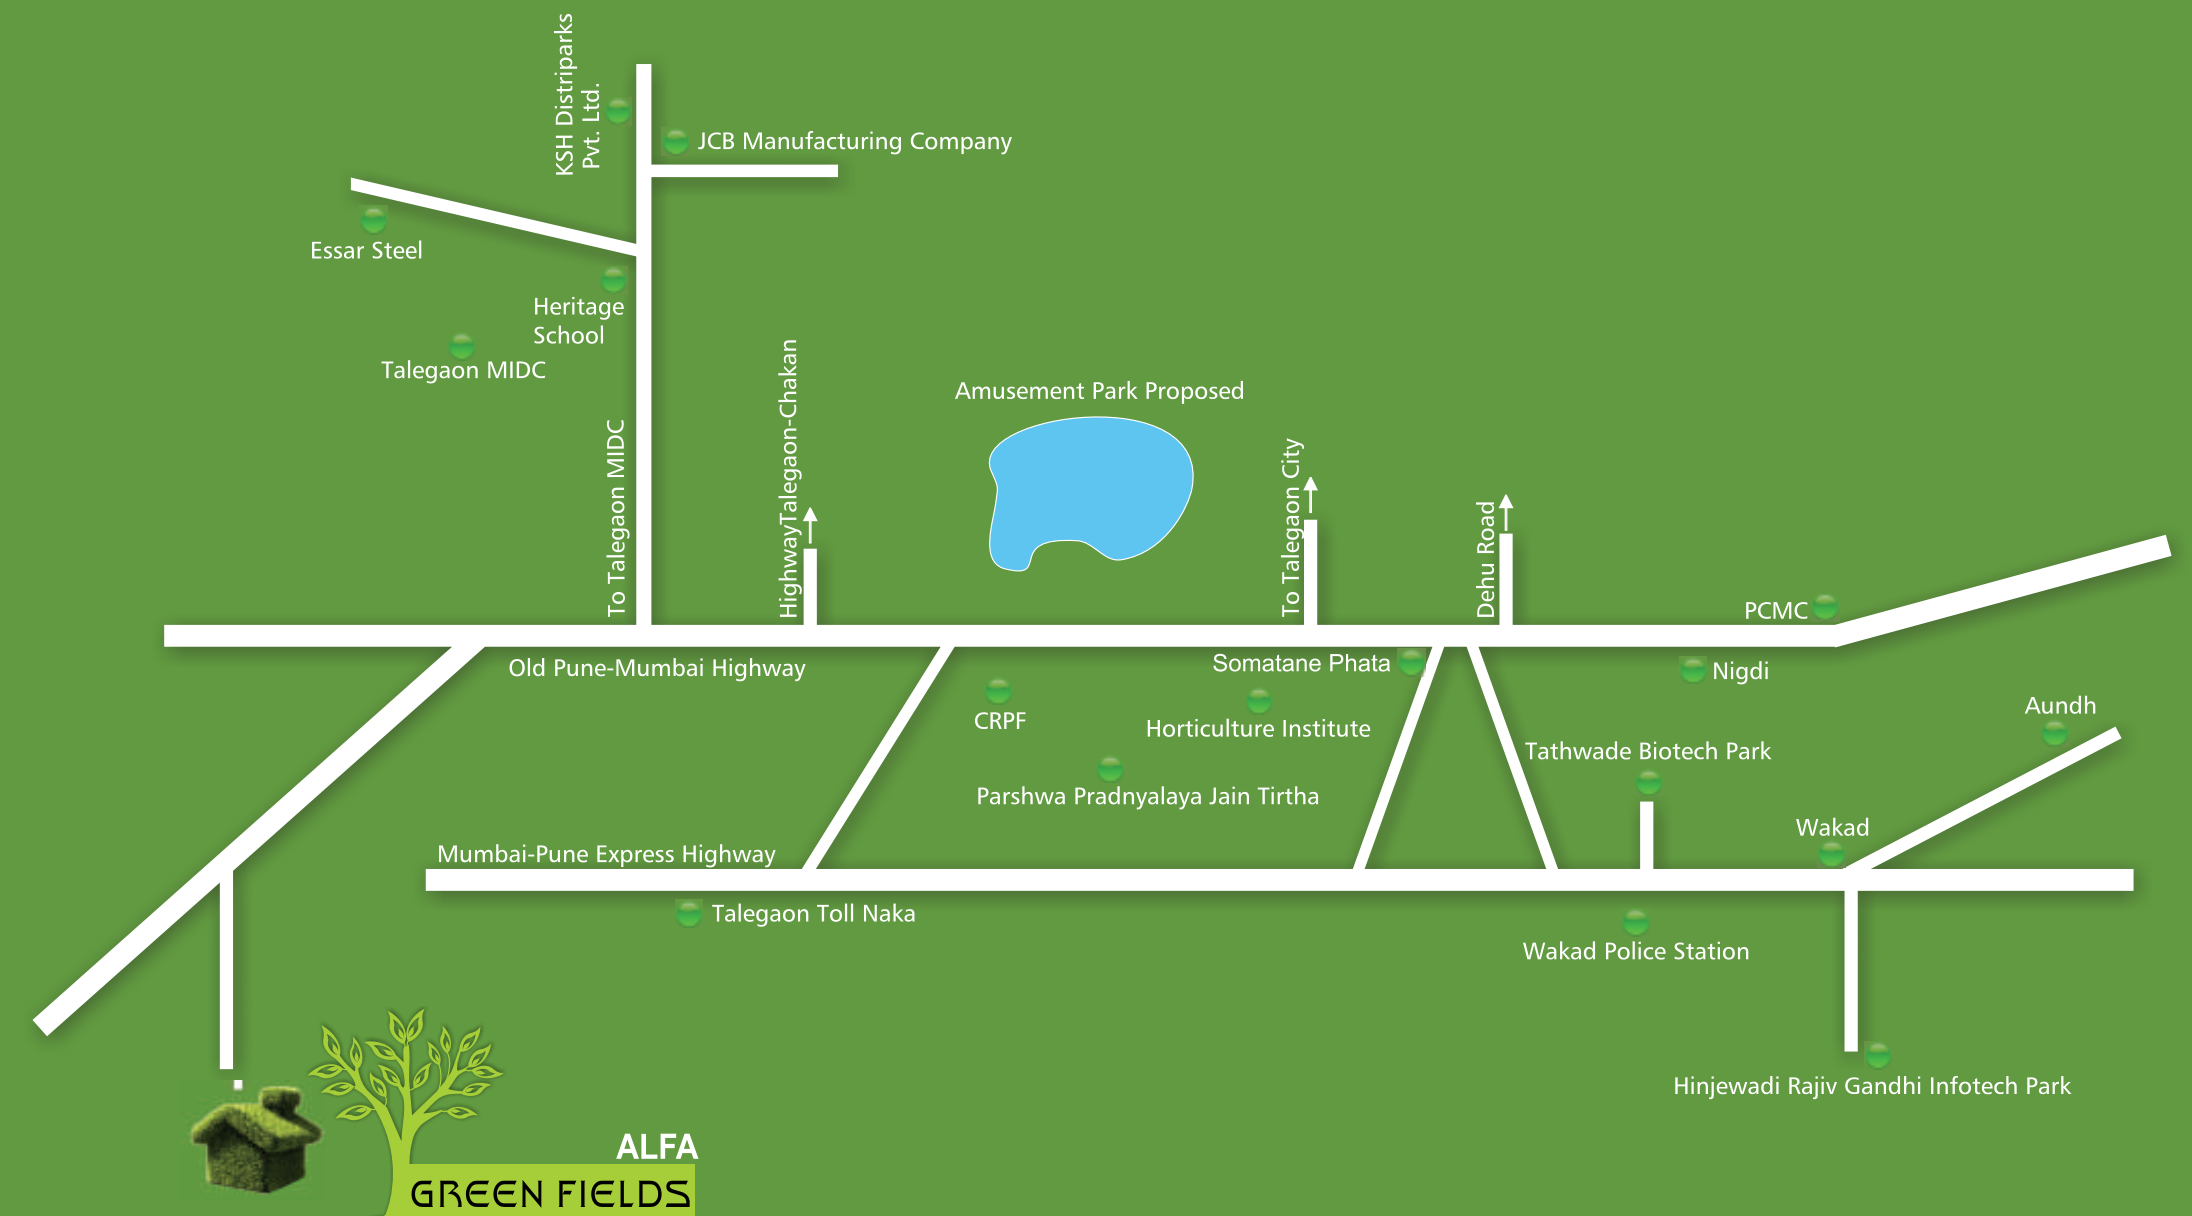 KSH Distriparks
Pvt. Ltd.
JCB Manufacturing Company
Essar Steel
Heritage
School
Talegaon MIDC
To Talegaon MIDC
HighwayTalegaon-Chakan
Amusement Park Proposed
To Talegaon City
Dehu Road
PCMC
Old Pune-Mumbai Highway
Somatane Phata
Nigdi
CRPF
Horticulture Institute
Aundh
Tathwade Biotech Park
Parshwa Pradnyalaya Jain Tirtha
Wakad
Mumbai-Pune Express Highway
Talegaon Toll Naka
Wakad Police Station
Hinjewadi Rajiv Gandhi Infotech Park
ALFA
GREEN FIELDS